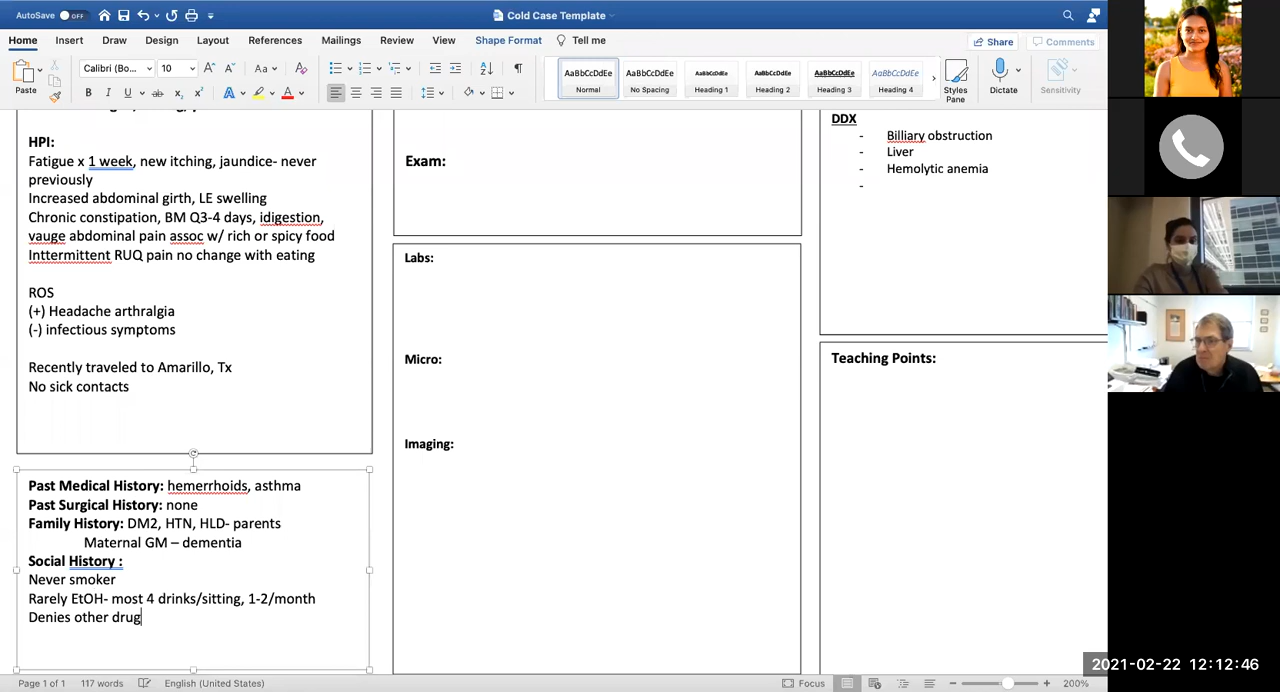 AutoSave OFF
Cold Case Template
Home Insert Draw Design Layout References Mailings Review View Shape Format Tell me
Share Comments
Paste
Calibri (Bo... 10
AaBbCcDdEe AaBbCcDdEe AaBbCcDdEe AaBbCcDdEe AaBbCcDdEe AaBbCcDdEe
Normal No Spacing Heading 1 Heading 2 Heading 3 Heading 4
Styles Pane
Dictate
Sensitivity
HPI:
Fatigue x 1 week, new itching, jaundice- never
previously
Increased abdominal girth, LE swelling
Chronic constipation, BM Q3-4 days, idigestion,
vauge abdominal pain assoc w/ rich or spicy food
Inttermittent RUQ pain no change with eating
ROS
(+) Headache arthralgia
(-) infectious symptoms
Recently traveled to Amarillo, Tx
No sick contacts
Past Medical History: hemerrhoids, asthma
Past Surgical History: none
Family History: DM2, HTN, HLD- parents
Maternal GM – dementia
Social History :
Never smoker
Rarely EtOH- most 4 drinks/sitting, 1-2/month
Denies other drug
Exam:
Labs:
Micro:
Imaging:
DDX
- Billiary obstruction
- Liver
- Hemolytic anemia
-
Teaching Points:
2021-02-22 12:12:46
Page 1 of 1 117 words English (United States) Focus 200%